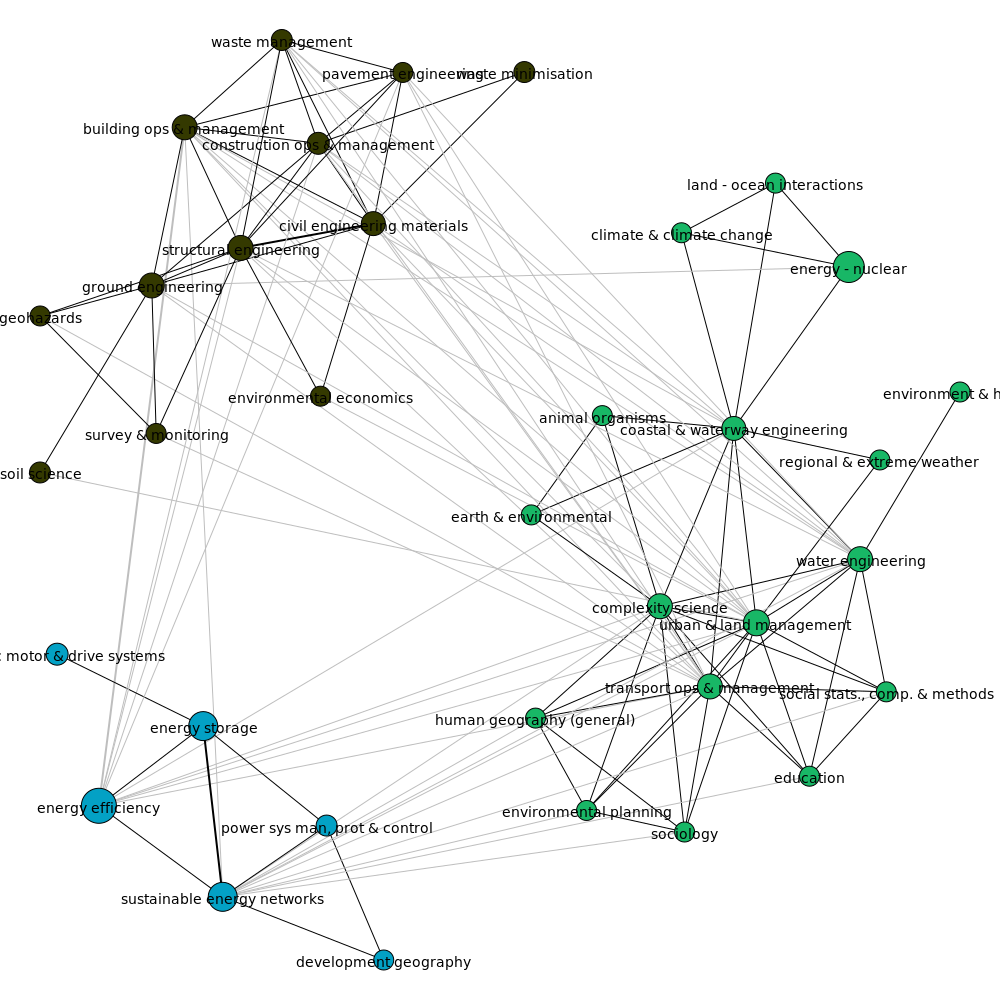 waste management
pavement engineering
waste minimisation
building ops & management
construction ops & management
land - ocean interactions
civil engineering materials
climate & climate change
structural engineering
energy - nuclear
ground engineering
geohazards
environmental economics
environment & h
animal organisms
coastal & waterway engineering
survey & monitoring
regional & extreme weather
soil science
earth & environmental
water engineering
complexity science
urban & land management
motor & drive systems
transport ops & management
social stats., comp. & methods
human geography (general)
energy storage
education
energy efficiency
environmental planning
power sys man, prot & control
sociology
sustainable energy networks
development geography